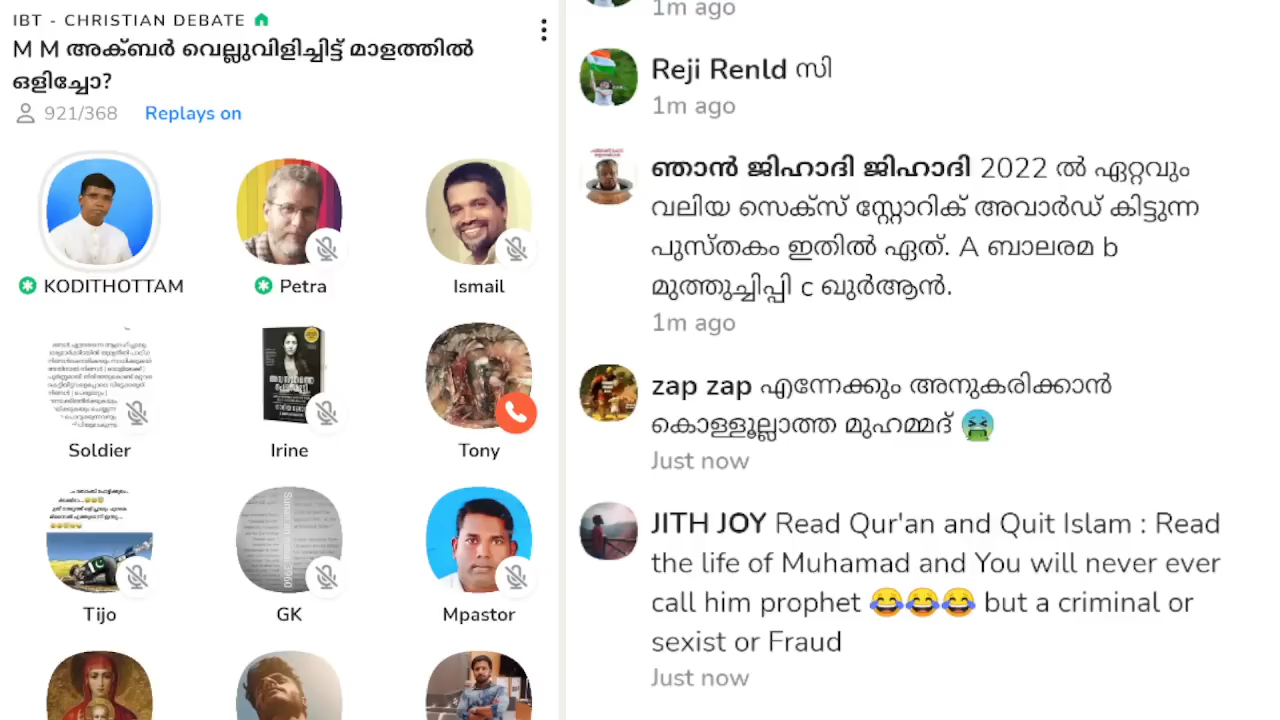 IBT - CHRISTIAN DEBATE
M M അക്ബർ വെല്ലുവിളിച്ചിട്ട് മാളത്തിൽ
ഒളിച്ചോ?
921/368 Replays on
KODITHOTTAM
Petra
Ismail
Soldier
Irine
Tony
Tijo
GK
Mpastor
1m ago
Reji Renld സി
1m ago
ഞാൻ ജിഹാദി ജിഹാദി 2022 ൽ ഏറ്റവും
വലിയ സെക്സ് സ്റ്റോറിക് അവാർഡ് കിട്ടുന്ന
പുസ്തകം ഇതിൽ ഏത്. A ബാലരമ b
മുത്തുച്ചിപ്പി c ഖുർആൻ.
1m ago
zap zap എന്നേക്കും അനുകരിക്കാൻ
കൊള്ളൂല്ലാത്ത മുഹമ്മദ് 🤮
Just now
JITH JOY Read Qur'an and Quit Islam : Read
the life of Muhamad and You will never ever
call him prophet 😂😂😂 but a criminal or
sexist or Fraud
Just now